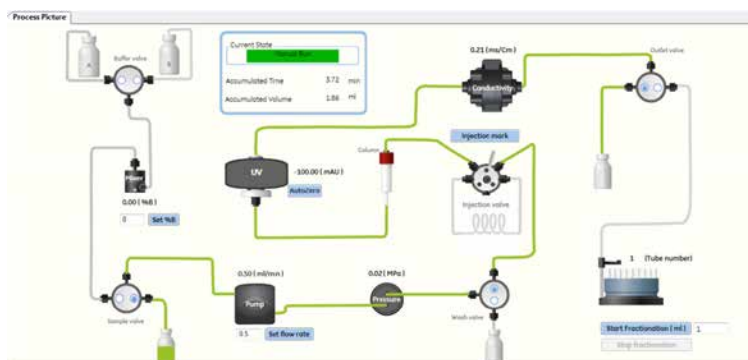 Process Picture
Current State
Manual Run
Accumulated Time 3.72 min
Accumulated Volume 1.86 ml
A
B
Buffer valve
0.21 (ms/Cm)
Conductivity
Outlet valve
Injection mark
Column
UV
-100.00 (mAU)
AutoZero
Injection valve
Mixer
0.00 (%B)
0 Set %B
1 (Tube number)
0.50 (ml/min)
0.02 (MPa)
Pump
Pressure
Sample valve
Wash valve
0.5 Set flow rate
Start Fractionation (ml) 1
Stop fractionation